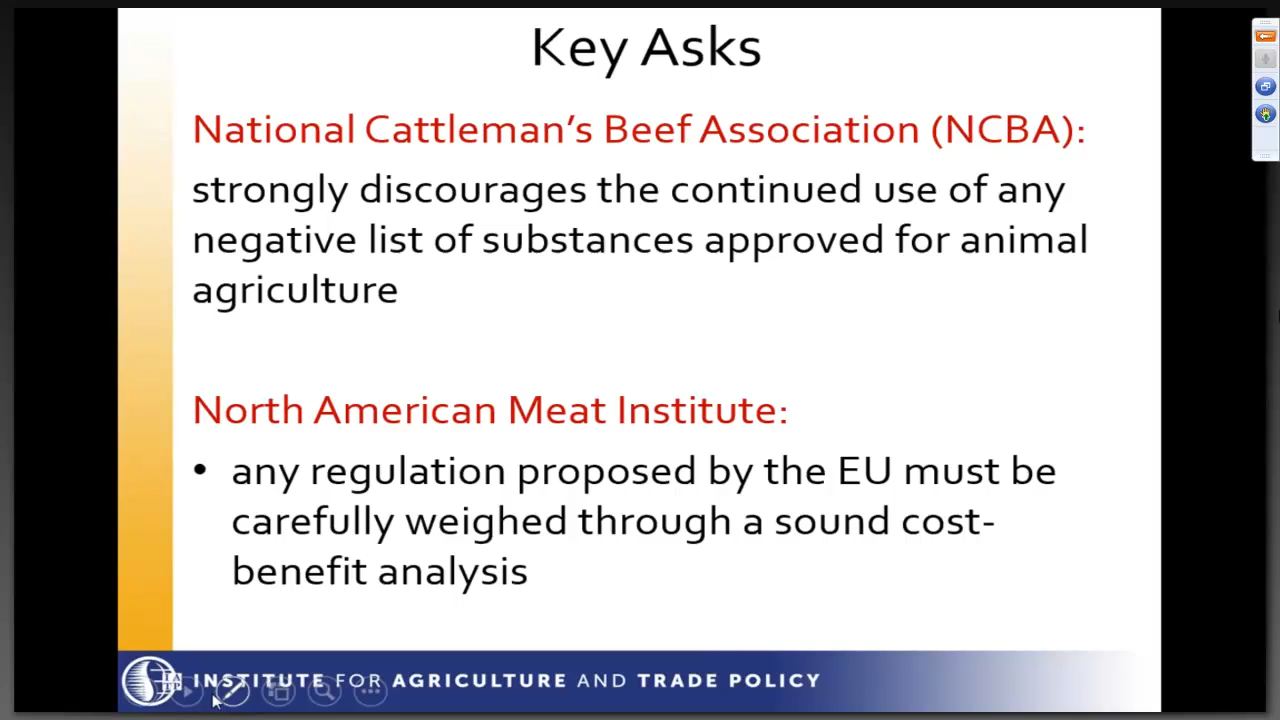 Key Asks
National Cattleman's Beef Association (NCBA):
strongly discourages the continued use of any
negative list of substances approved for animal
agriculture
North American Meat Institute:
• any regulation proposed by the EU must be
carefully weighed through a sound cost-
benefit analysis
INSTITUTE FOR AGRICULTURE AND TRADE POLICY